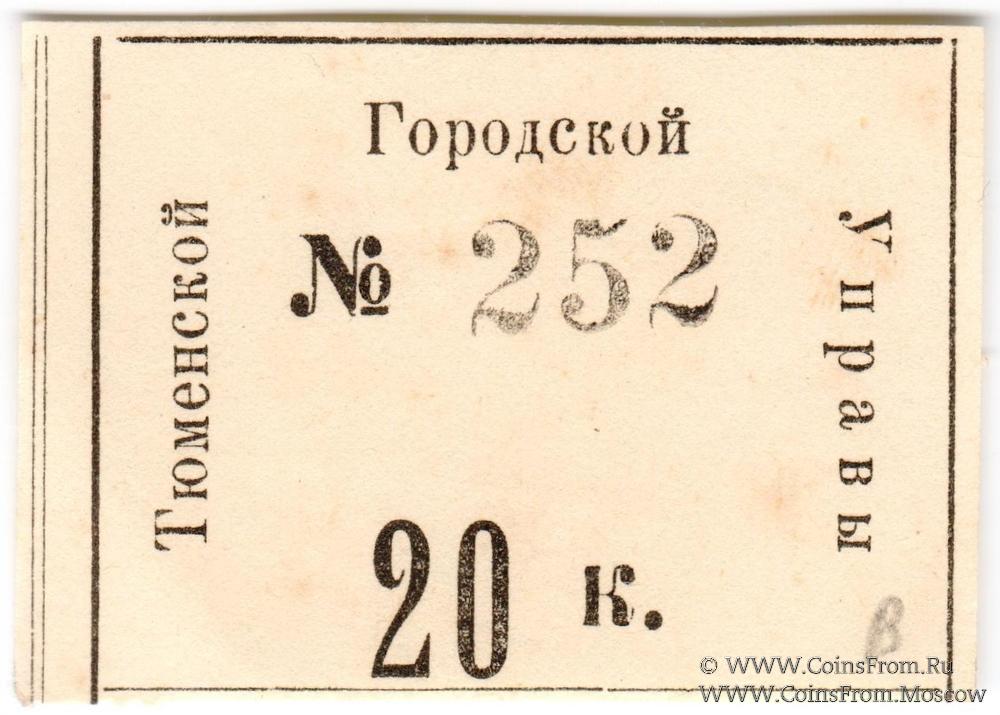 Тюменской
Городской
Управы
№ 252
20 к.
В
© WWW.CoinsFrom.Ru
WWW.CoinsFrom.Moscow